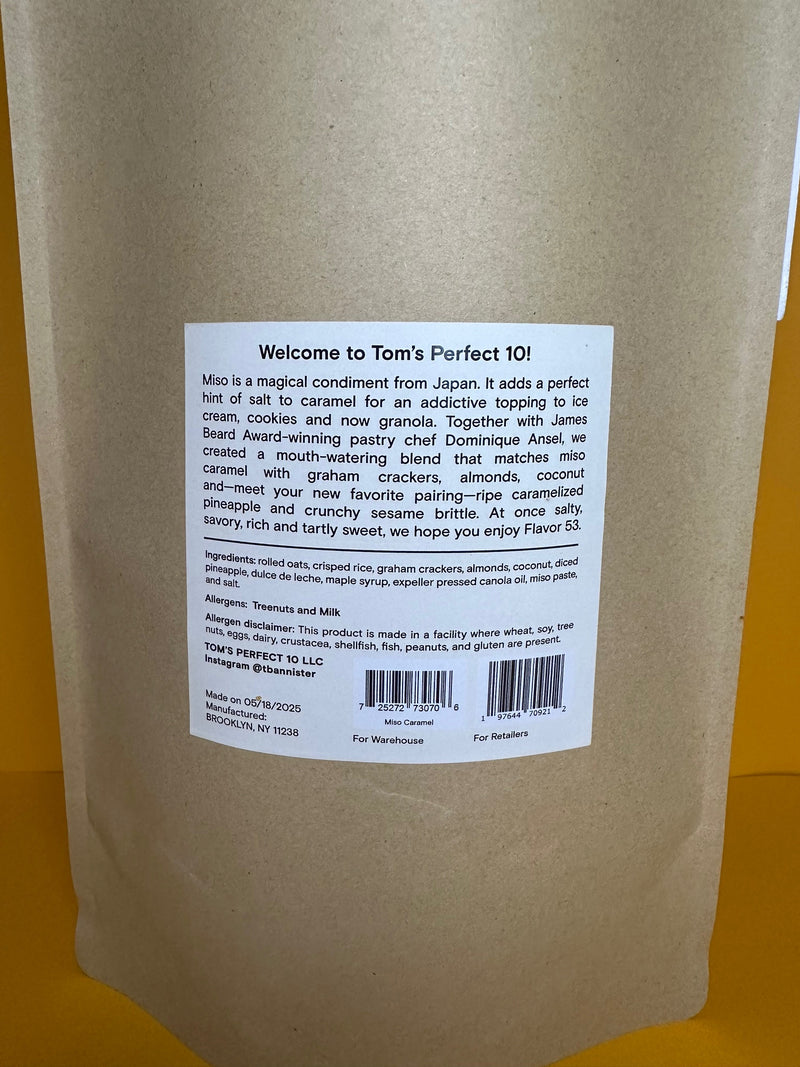 Welcome to Tom's Perfect 10!
Miso is a magical condiment from Japan. It adds a perfect
hint of salt to caramel for an addictive topping to ice
cream, cookies and now granola. Together with James
Beard Award-winning pastry chef Dominique Ansel, we
created a mouth-watering blend that matches miso
caramel with graham crackers, almonds, coconut
and—meet your new favorite pairing—ripe caramelized
pineapple and crunchy sesame brittle. At once salty,
savory, rich and tartly sweet, we hope you enjoy Flavor 53.
Ingredients: rolled oats, crisped rice, graham crackers, almonds, coconut, diced
pineapple, dulce de leche, maple syrup, expeller pressed canola oil, miso paste,
and salt.
Allergens: Treenuts and Milk
Allergen disclaimer: This product is made in a facility where wheat, soy, tree
nuts, eggs, dairy, crustacea, shellfish, fish, peanuts, and gluten are present.
TOM'S PERFECT 10 LLC
Instagram @tbannister
Made on 05/18/2025
Manufactured:
BROOKLYN, NY 11238
7 25272 73070 6
Miso Caramel
For Warehouse
1 97644 70921 2
For Retailers